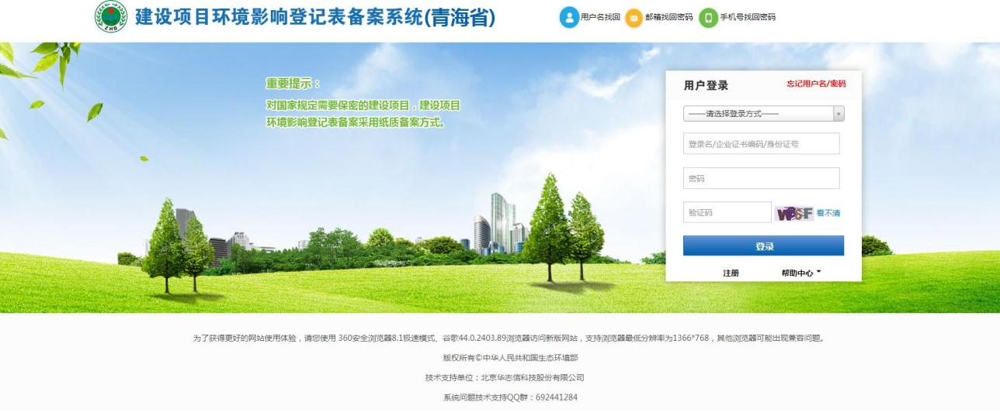 ZHB
建设项目环境影响登记表备案系统(青海省)
用户名找回 邮箱找回密码 手机号找回密码
重要提示：
对国家规定需要保密的建设项目，建设项目
环境影响登记表备案采用纸质备案方式。
用户登录 忘记用户名/密码
——请选择登录方式——
登录名/企业证书编码/身份证号
密码
验证码 W6F 看不清
登录
注册 帮助中心
为了获得更好的网站使用体验，请您使用 360安全浏览器8.1极速模式、谷歌44.0.2403.89浏览器访问新版网站，支持浏览器最低分辨率为1366*768，其他浏览器可能出现兼容问题。
版权所有©中华人民共和国生态环境部
技术支持单位：北京华志信科技股份有限公司
系统问题技术支持QQ群：692441284